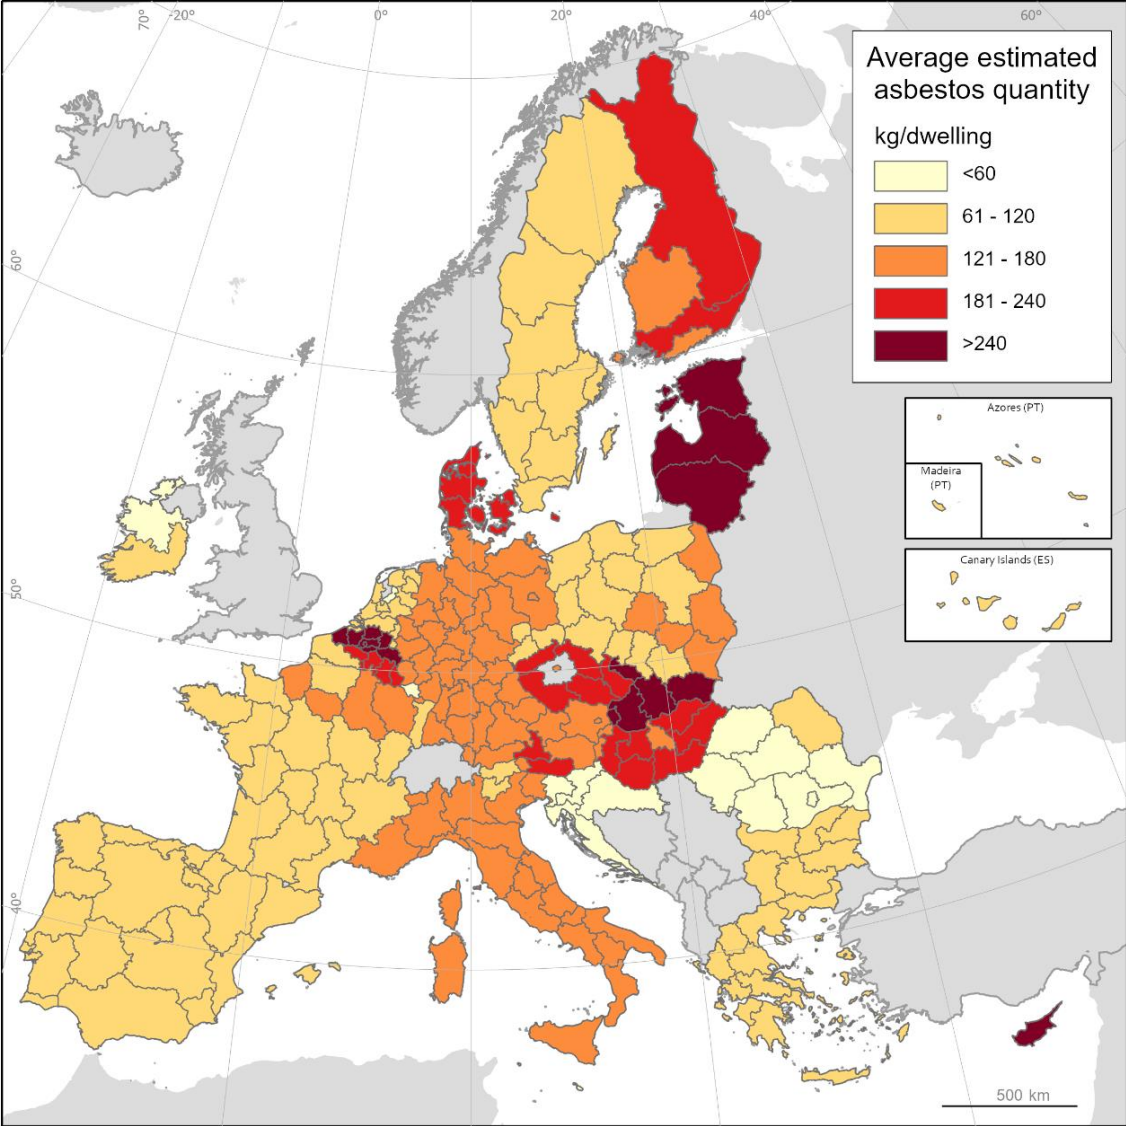 70°
-20°
0°
20°
40°
60°
Average estimated
asbestos quantity
kg/dwelling
<60
61 - 120
121 - 180
181 - 240
>240
60°
Azores (PT)
Madeira
(PT)
Canary Islands (ES)
50°
40°
500 km